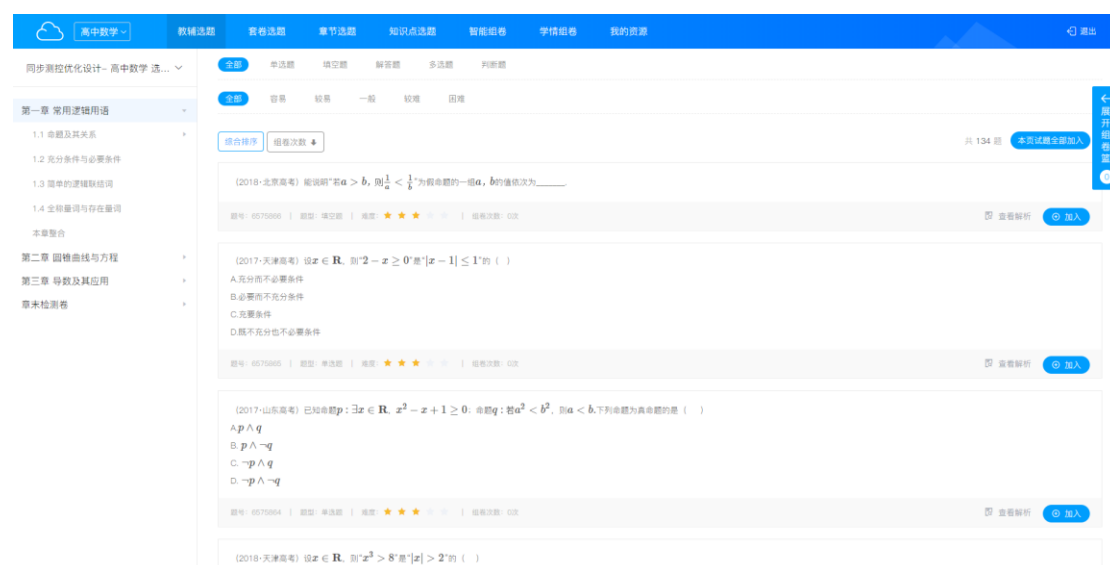 高中数学 教辅选题 套卷选题 章节选题 知识点选题 智能组卷 学情组卷 我的资源 退出
同步测控优化设计- 高中数学 选...
全部 单选题 填空题 解答题 多选题 判断题
全部 容易 较易 一般 较难 困难
第一章 常用逻辑用语
1.1 命题及其关系
1.2 充分条件与必要条件
1.3 简单的逻辑联结词
1.4 全称量词与存在量词
本章整合
第二章 圆锥曲线与方程
第三章 导数及其应用
章末检测卷
展开组卷篮 0
综合排序 组卷次数 共 134 题 本页试题全部加入
(2018·北京高考) 能说明“若a > b, 则1/a < 1/b”为假命题的一组a, b的值依次为______.
题号: 6575666 | 题型: 填空题 | 难度: ★ ★ ★ ★ ★ | 组卷次数: 0次 查看解析 加入
(2017·天津高考) 设x ∈ R, 则“2 − x ≥ 0”是“|x − 1| ≤ 1”的 ( )
A.充分而不必要条件
B.必要而不充分条件
C.充要条件
D.既不充分也不必要条件
题号: 6575665 | 题型: 单选题 | 难度: ★ ★ ★ ★ ★ | 组卷次数: 0次 查看解析 加入
(2017·山东高考) 已知命题p : ∃x ∈ R, x² − x + 1 ≥ 0; 命题q : 若a² < b², 则a < b.下列命题为真命题的是 ( )
A.p ∧ q
B. p ∧ ¬q
C. ¬p ∧ q
D. ¬p ∧ ¬q
题号: 6575664 | 题型: 单选题 | 难度: ★ ★ ★ ★ ★ | 组卷次数: 0次 查看解析 加入
(2018·天津高考) 设x ∈ R, 则“x³ > 8”是“|x| > 2”的 ( )